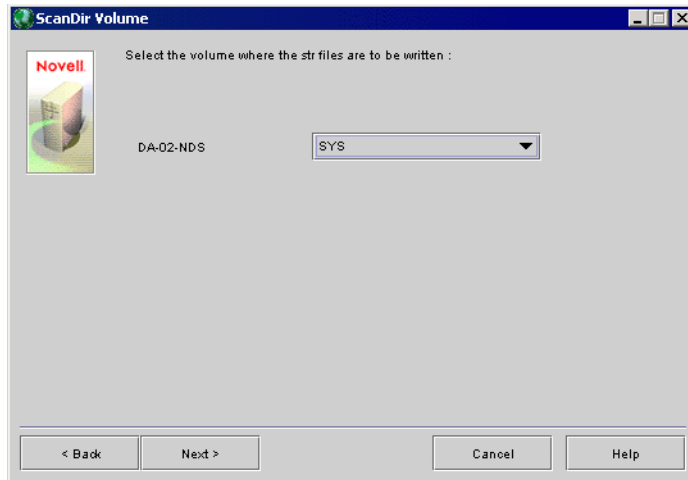 ScanDir Volume
Novell
Select the volume where the str files are to be written :
DA-02-NDS SYS
< Back Next > Cancel Help